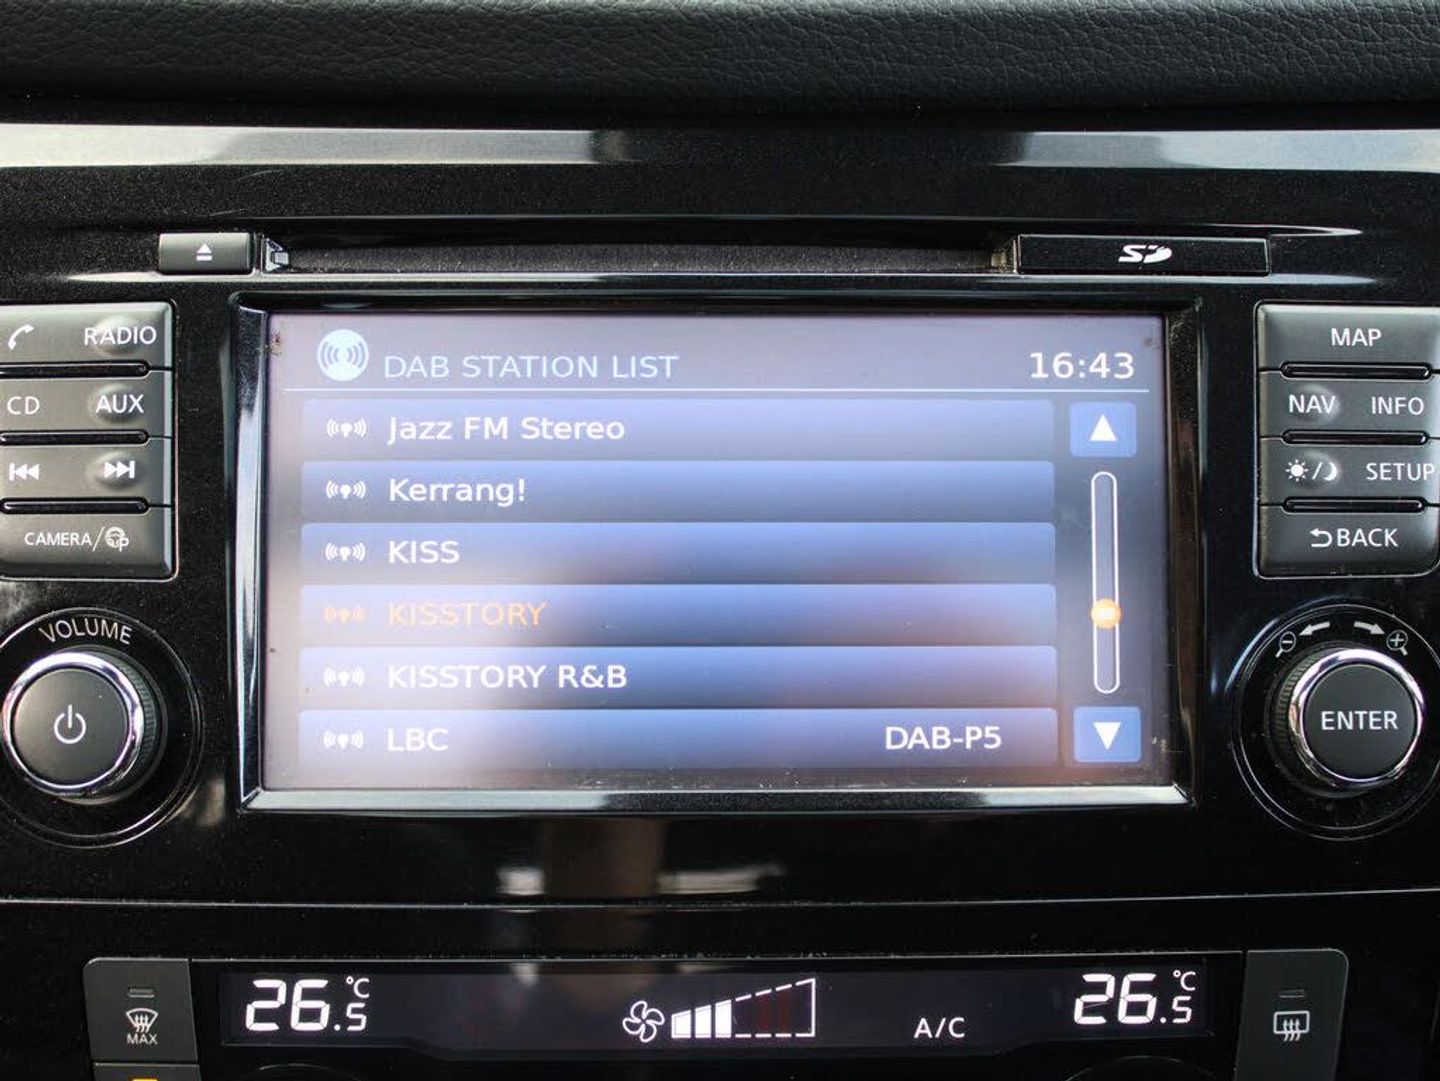 SD
RADIO
CD AUX
CAMERA/
VOLUME
DAB STATION LIST 16:43
Jazz FM Stereo
Kerrang!
KISS
KISSTORY
KISSTORY R&B
LBC DAB-P5
MAP
NAV INFO
SETUP
BACK
ENTER
MAX
26.5 °C
A/C
26.5 °C